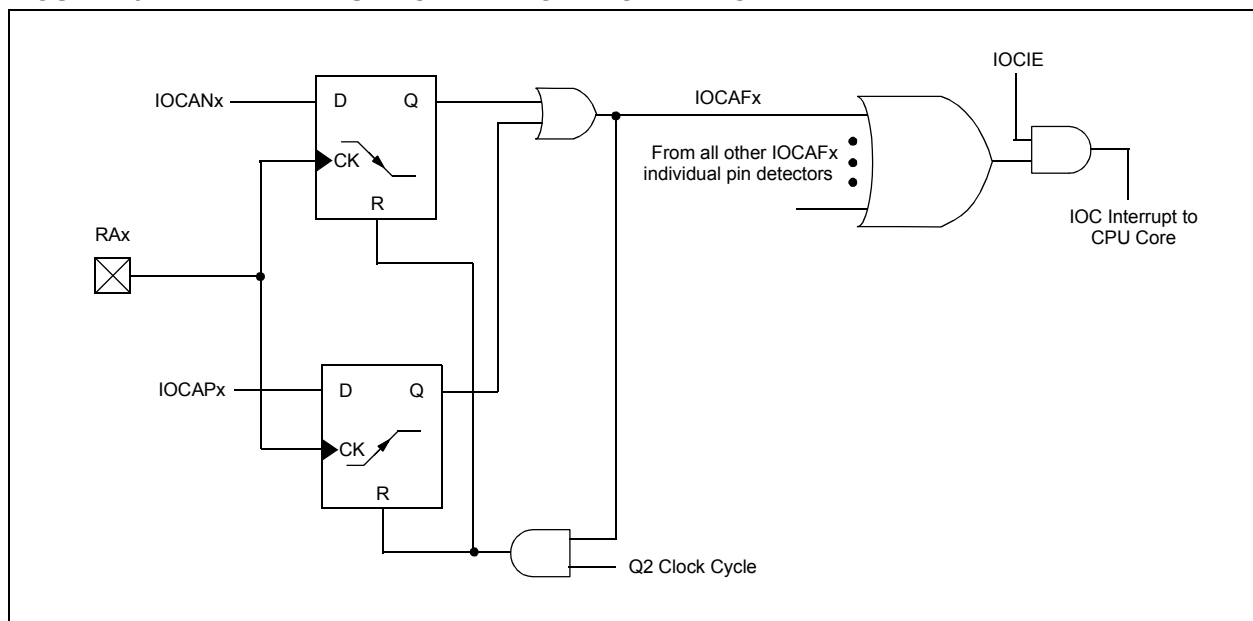 IOCIE
IOCANx
D
Q
IOCAFx
CK
From all other IOCAFx
individual pin detectors
R
IOC Interrupt to
CPU Core
RAx
IOCAPx
D
Q
CK
R
Q2 Clock Cycle